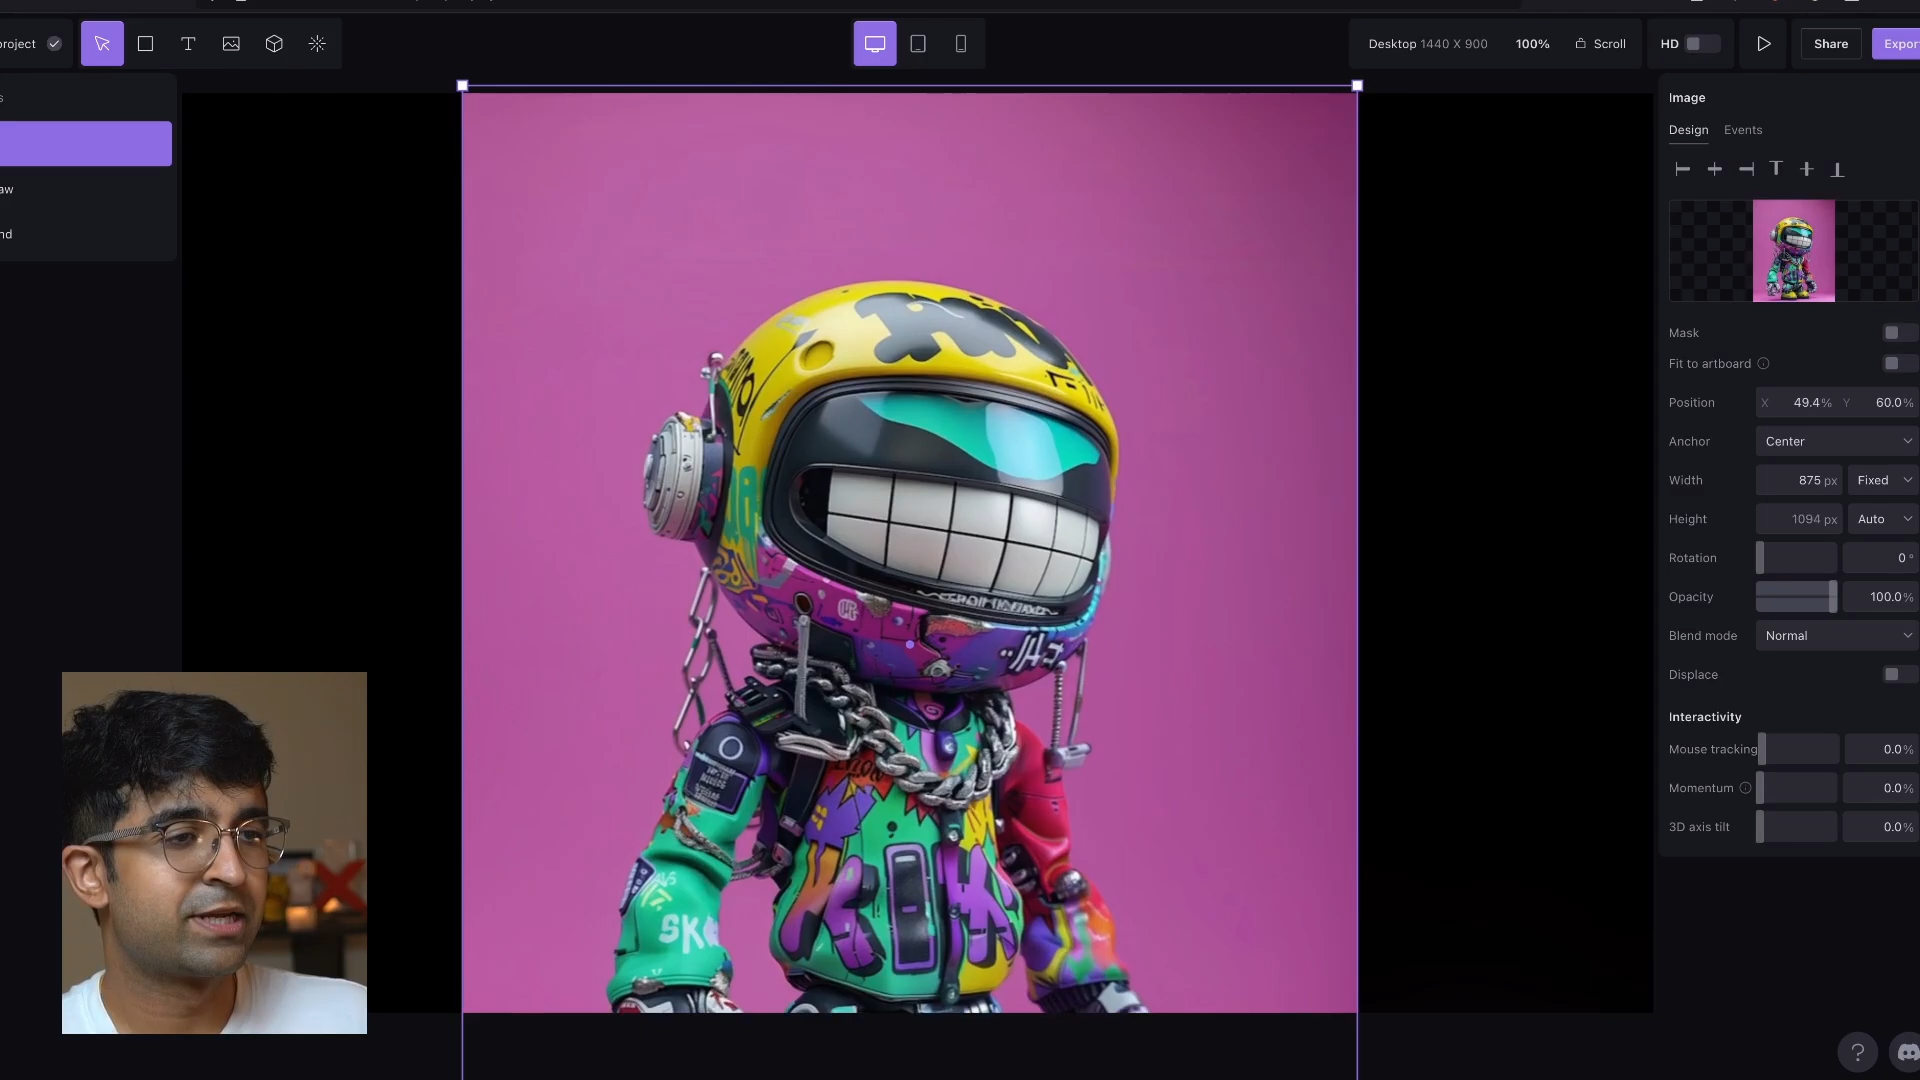 project
Desktop 1440 X 900
100%
Scroll
HD
Share
Expor
s
aw
nd
Image
Design Events
Mask
Fit to artboard
Position X 49.4% Y 60.0%
Anchor Center
Width 875 px Fixed
Height 1094 px Auto
Rotation 0 °
Opacity 100.0%
Blend mode Normal
Displace
Interactivity
Mouse tracking 0.0%
Momentum 0.0%
3D axis tilt 0.0%
SK